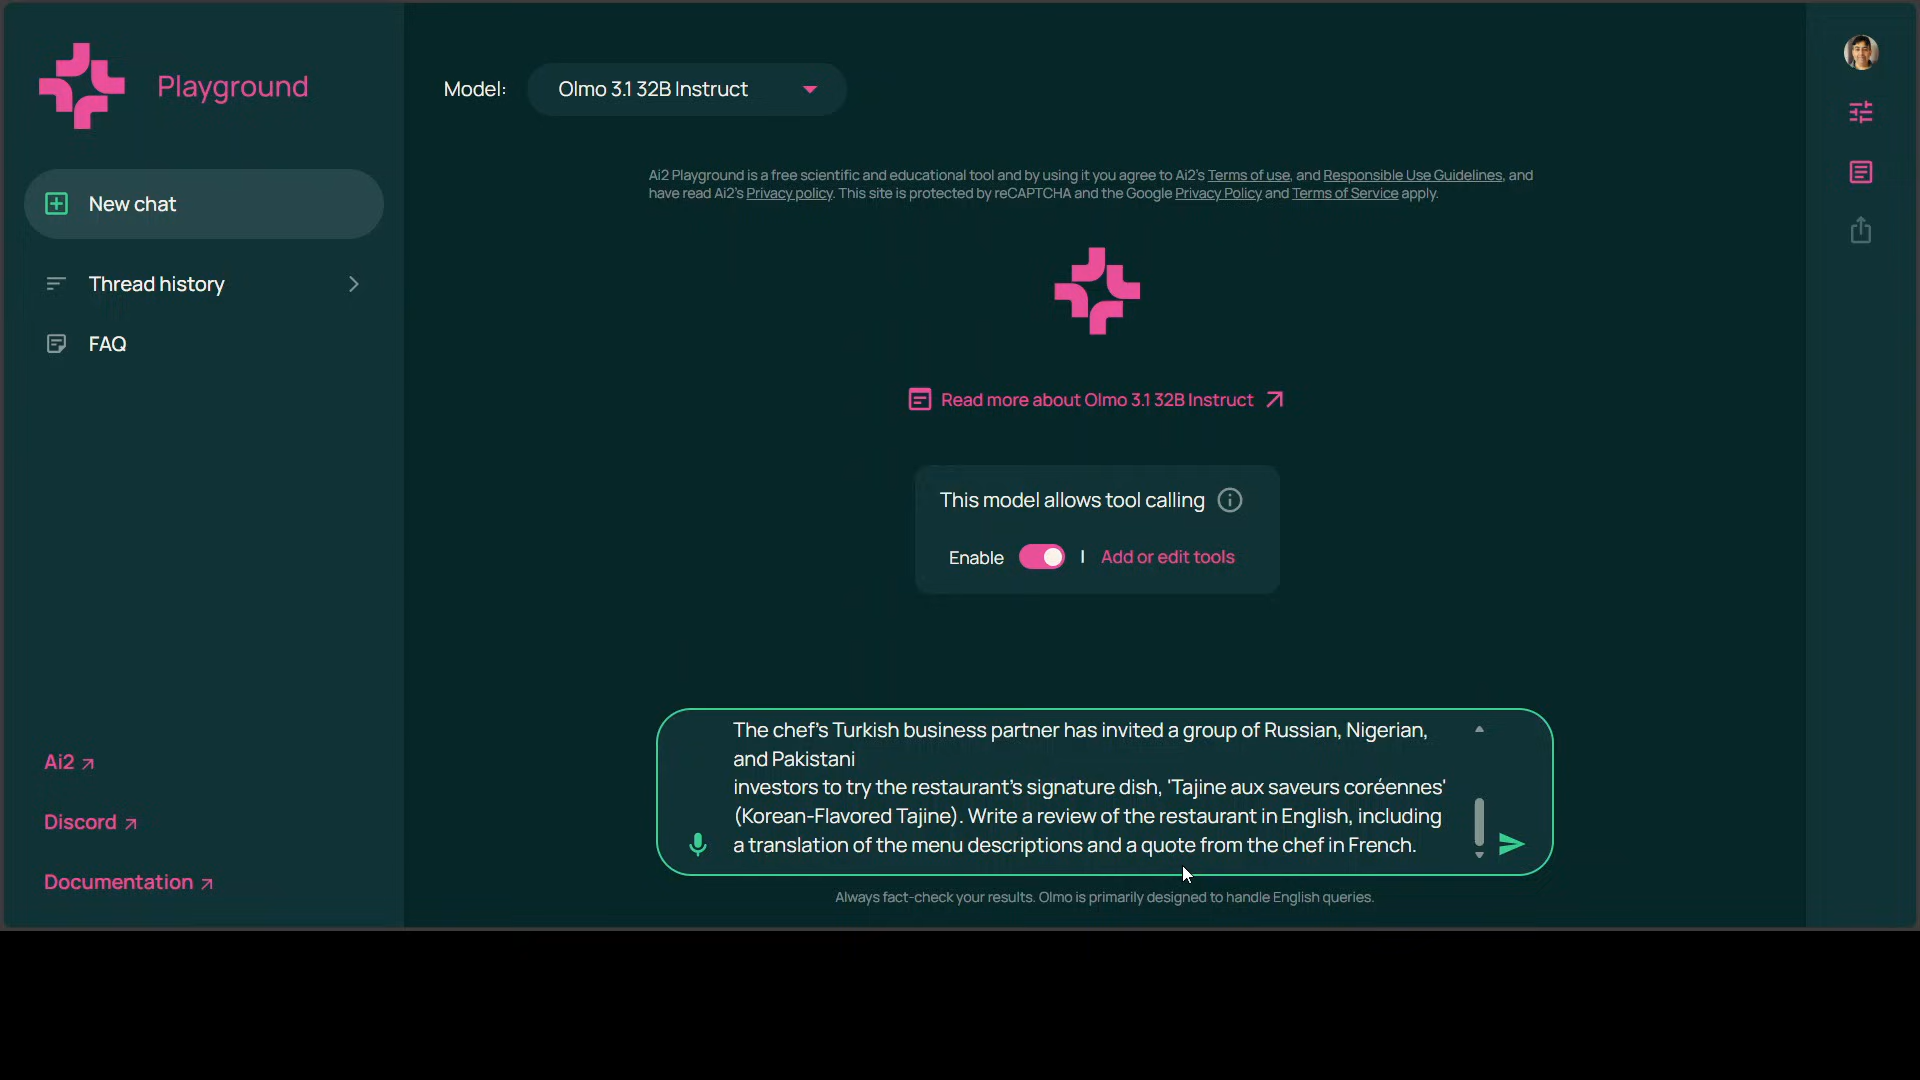 Playground
Model: Olmo 3.1 32B Instruct
Ai2 Playground is a free scientific and educational tool and by using it you agree to Ai2's Terms of use, and Responsible Use Guidelines, and
have read Ai2's Privacy policy. This site is protected by reCAPTCHA and the Google Privacy Policy and Terms of Service apply.
New chat
Thread history
FAQ
Read more about Olmo 3.1 32B Instruct
This model allows tool calling
Enable | Add or edit tools
The chef's Turkish business partner has invited a group of Russian, Nigerian,
and Pakistani
investors to try the restaurant's signature dish, 'Tajine aux saveurs coréennes'
(Korean-Flavored Tajine). Write a review of the restaurant in English, including
a translation of the menu descriptions and a quote from the chef in French.
Always fact-check your results. Olmo is primarily designed to handle English queries.
Ai2
Discord
Documentation